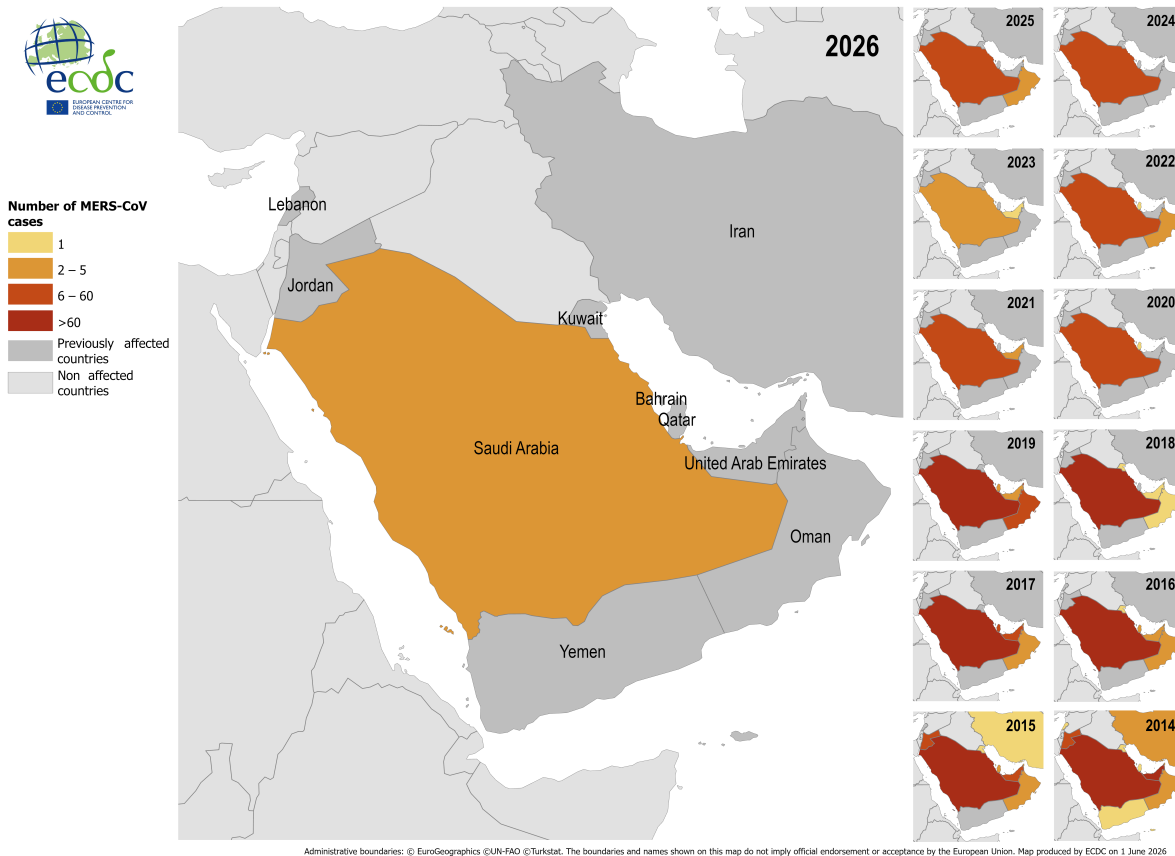 ecdc
EUROPEAN CENTRE FOR
DISEASE PREVENTION
AND CONTROL
Number of MERS-CoV
cases
1
2 – 5
6 – 60
>60
Previously affected
countries
Non affected
countries
2026
Lebanon
Iran
Jordan
Kuwait
Bahrain
Qatar
Saudi Arabia
United Arab Emirates
Oman
Yemen
2025
2024
2023
2022
2021
2020
2019
2018
2017
2016
2015
2014
Administrative boundaries: © EuroGeographics ©UN-FAO ©Turkstat. The boundaries and names shown on this map do not imply official endorsement or acceptance by the European Union. Map produced by ECDC on 1 June 2026